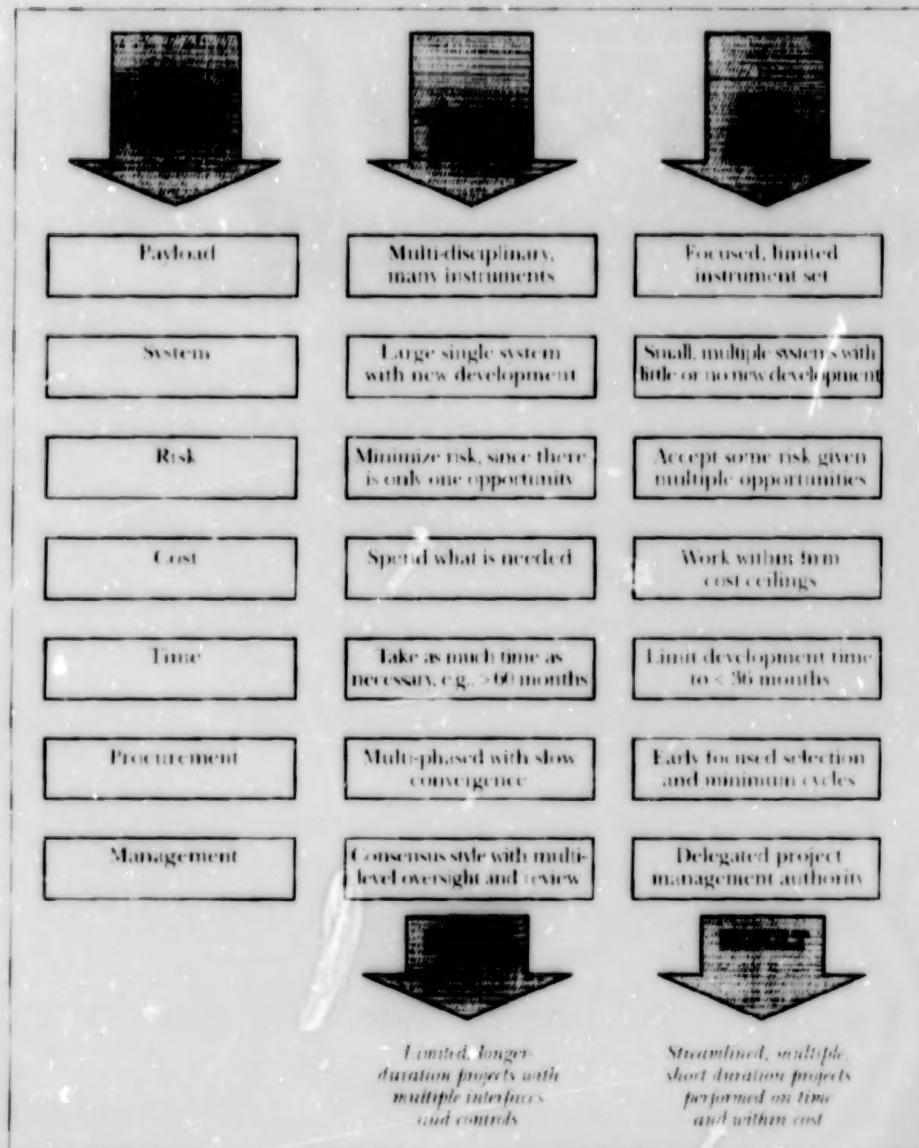 Payload
Multi-disciplinary,
many instruments
Focused, limited
instrument set
System
Large single system
with new development
Small, multiple systems with
little or no new development
Risk
Minimize risk, since there
is only one opportunity
Accept some risk given
multiple opportunities
Cost
Spend what is needed
Work within firm
cost ceilings
Time
Take as much time as
necessary, e.g., >60 months
Limit development time
to < 36 months
Procurement
Multi-phased with slow
convergence
Early focused selection
and minimum cycles
Management
Consensus style with multi-
level oversight and review
Delegated project
management authority
Limited, longer-
duration projects with
multiple interfaces
and controls
Streamlined, multiple,
short duration projects
performed on time
and within cost